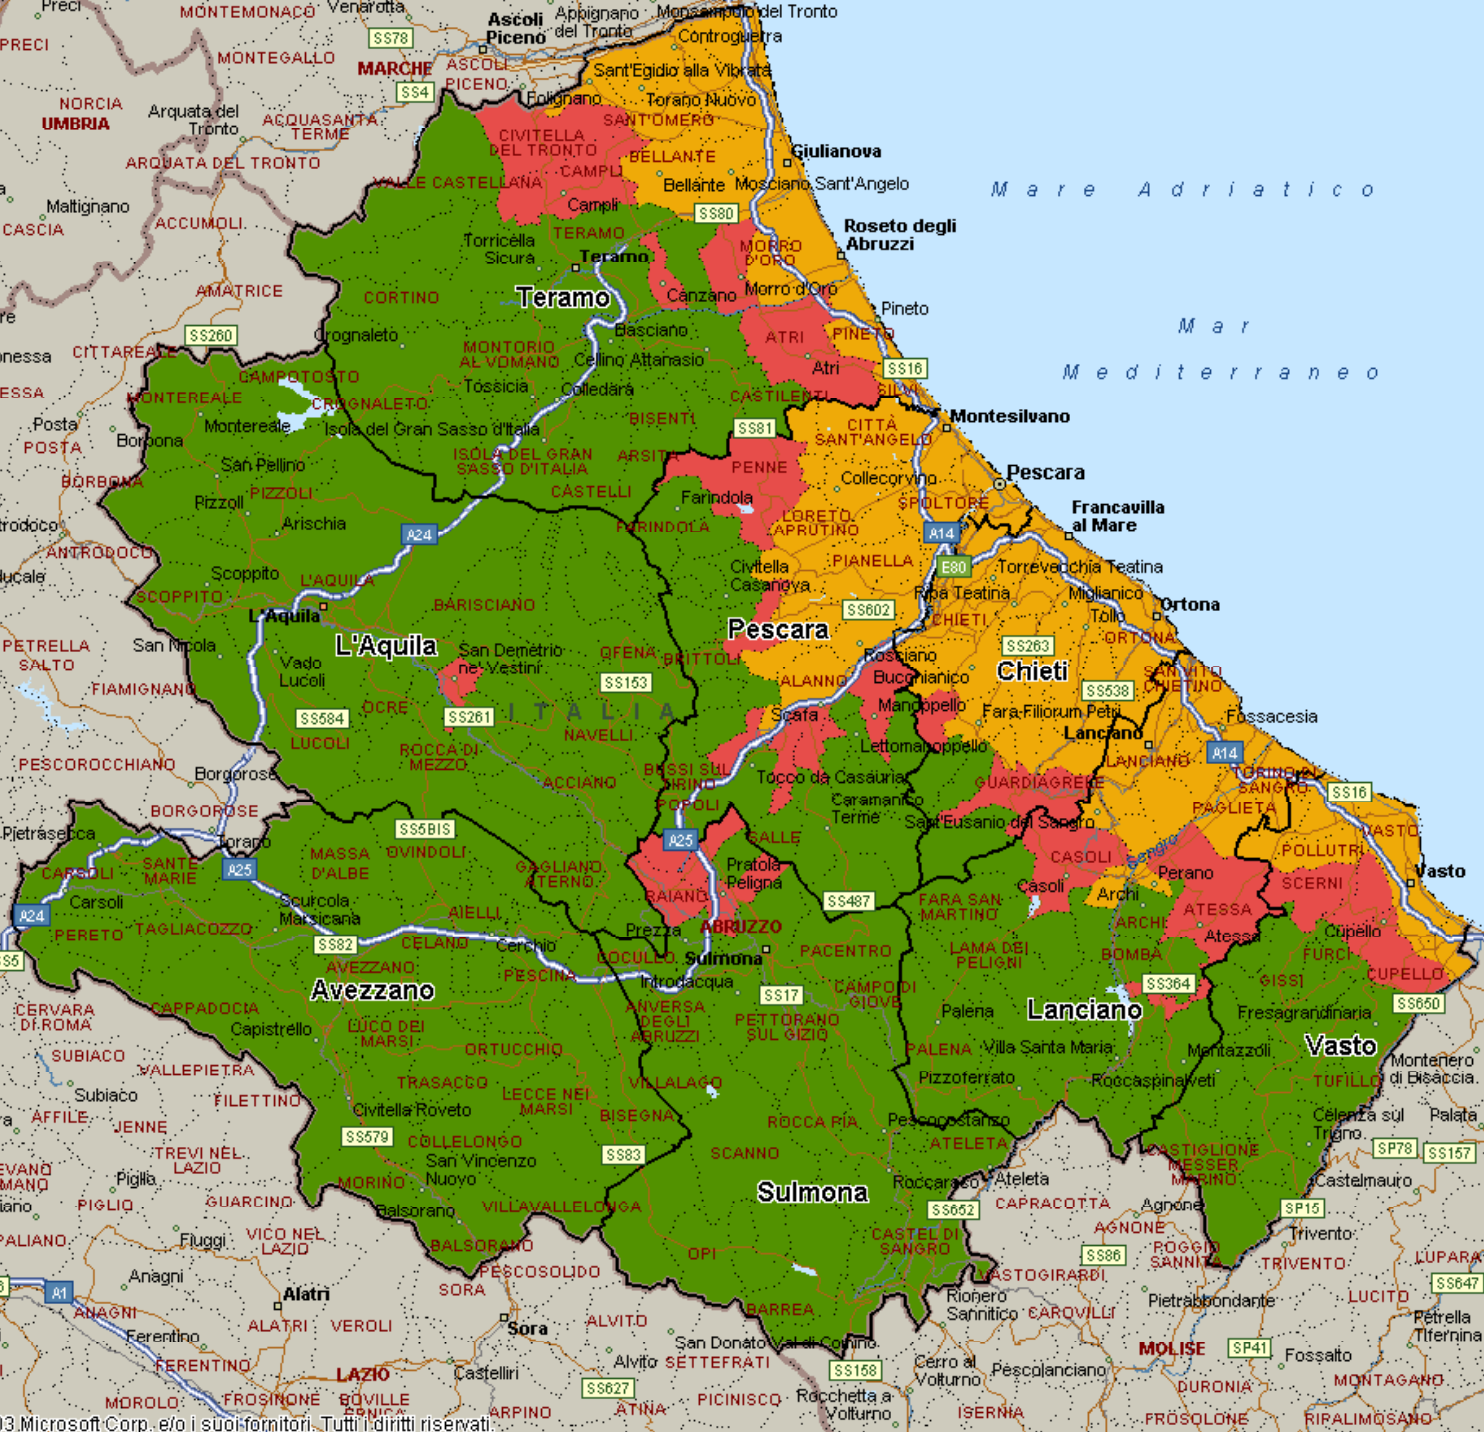 Preci
MONTEMONACO
Venarotta
Ascoli
Piceno
Appignano
del Tronto
Monsampolo del Tronto
PRECI
SS78
MONTEGALLO
MARCHE
ASCOLI
PICENO
Controguerra
Sant'Egidio alla Vibrata
NORCIA
UMBRIA
Arquata del
Tronto
SS4
Folignano
Torano Nuovo
ACQUASANTA
TERME
CIVITELLA
DEL TRONTO
SANT'OMERO
ARQUATA DEL TRONTO
BELLANTE
Giulianova
VALLE CASTELLANA
CAMPLI
Bellante
Mosciano Sant'Angelo
Mare Adriatico
Maltignano
CASCIA
ACCUMOLI
Campli
SS80
Roseto degli
Abruzzi
Torricella
Sicura
TERAMO
Teramo
MORRO
D'ORO
AMATRICE
CORTINO
Teramo
Canzano
Morro d'Oro
Pineto
SS260
Crognaleto
Basciano
ATRI
PINETO
Mar
Mediterraneo
CITTAREALE
MONTORIO
AL VOMANO
Cellino Attanasio
Atri
SS16
CAMPOTOSTO
Tossicia
Colledara
CASTILENTI
SILVI
MONTEREALE
CROGNALETO
Posta
POSTA
Borbona
Montereale
Isola del Gran Sasso d'Italia
BISENTI
SS81
CITTÀ
SANT'ANGELO
Montesilvano
San Pellino
ISOLA DEL GRAN
SASSO D'ITALIA
ARSITA
PENNE
Pescara
BORBONA
Pizzoli
PIZZOLI
CASTELLI
Farindola
Collecorvino
SPOLTORE
Arischia
A24
FARINDOLA
LORETO
APRUTINO
A14
Francavilla
al Mare
ANTRODOCO
Scoppito
L'AQUILA
Civitella
Casanova
PIANELLA
E80
Torrevecchia Teatina
SCOPPITO
BARISCIANO
SS602
Ripa Teatina
Miglianico
Ortona
L'Aquila
CHIETI
Tollo
PETRELLA
SALTO
San Nicola
L'Aquila
San Demetrio
ne' Vestini
OFENA
BRITTOLI
Pescara
SS263
ORTONA
Rosciano
Chieti
SAN VITO
CHIETINO
Vado
Lucoli
FIAMIGNANO
SS153
ALANNO
Bucchianico
SS538
OCRE
SS584
SS261
ITALIA
Scafa
Manoppello
Fara Filiorum Petri
Fossacesia
LUCOLI
ROCCA DI
MEZZO
NAVELLI
Lettomanoppello
Lanciano
A14
PESCOROCCHIANO
Borgorose
ACCIANO
BUSSI SUL
TIRINO
Tocco da Casauria
GUARDIAGRELE
LANCIANO
TORINO DI
SANGRO
SS16
BORGOROSE
POPOLI
Caramanico
Terme
Sant'Eusanio del Sangro
PAGLIETA
Pietrasecca
Torano
SS5BIS
A25
SALLE
VASTO
SANTE
MARIE
MASSA
D'ALBE
OVINDOLI
GAGLIANO
ATERNO
Pratola
Peligna
CASOLI
Sangro
POLLUTRI
CARSOLI
A25
RAIANO
Casoli
Perano
SCERNI
Vasto
Carsoli
Scurcola
Marsicana
SS487
FARA SAN
MARTINO
Archi
A24
PERETO
TAGLIACOZZO
AIELLI
Prezza
ABRUZZO
ARCHI
ATESSA
SS82
CELANO
Cerchio
Atessa
Cupello
AVEZZANO
PESCINA
COCULLO
Sulmona
PACENTRO
LAMA DEI
PELIGNI
BOMBA
FURCI
Avezzano
Introdacqua
SS17
CAMPO DI
GIOVE
SS364
GISSI
CUPELLO
SS650
CERVARA
DI ROMA
CAPPADOCIA
Capistrello
LUCO DEI
MARSI
ANVERSA
DEGLI
ABRUZZI
PETTORANO
SUL GIZIO
Palena
Lanciano
Fresagrandinaria
ORTUCCHIO
PALENA
Villa Santa Maria
Montazzoli
Vasto
SUBIACO
VALLEPIETRA
Montenero
di Bisaccia
Subiaco
FILETTINO
TRASACCO
LECCE NEI
MARSI
VILLALAGO
Pizzoferrato
Roccaspinalveti
TUFILLO
AFFILE
JENNE
Civitella Roveto
BISEGNA
ROCCA PIA
Pescocostanzo
Celenza sul
Trigno
Palata
SS579
COLLELONGO
SS83
SCANNO
ATELETA
CASTIGLIONE
MESSER
MARINO
SP78
SS157
TREVI NEL
LAZIO
San Vincenzo
Nuovo
Piglio
PIGLIO
GUARCINO
MORINO
Sulmona
Roccaraso
Ateleta
Castelmauro
Balsorano
VILLAVALLELONGA
SS652
CAPRACOTTA
Agnone
SP15
PALIANO
Fiuggi
VICO NEL
LAZIO
BALSORANO
OPI
CASTEL DI
SANGRO
AGNONE
SS86
POGGIO
SANNITA
Trivento
TRIVENTO
Anagni
PESCOSOLIDO
SORA
VASTOGIRARDI
SS647
A1
ANAGNI
Alatri
BARREA
Rionero
Sannitico
CAROVILLI
Pietrabbondante
LUCITO
ALATRI
VEROLI
Sora
ALVITO
Petrella
Tifernina
Ferentino
San Donato Val di Comino
MOLISE
SP41
FERENTINO
LAZIO
Castelliri
Alvito
SETTEFRATI
SS158
Cerro al
Volturno
Pescolanciano
Fossalto
MOROLO
FROSINONE
BOVILLE
ERNICA
SS627
PICINISCO
Rocchetta a
Volturno
DURONIA
MONTAGANO
ARPINO
ATINA
ISERNIA
FROSOLONE
RIPALIMOSANO
03 Microsoft Corp. e/o i suoi fornitori. Tutti i diritti riservati.